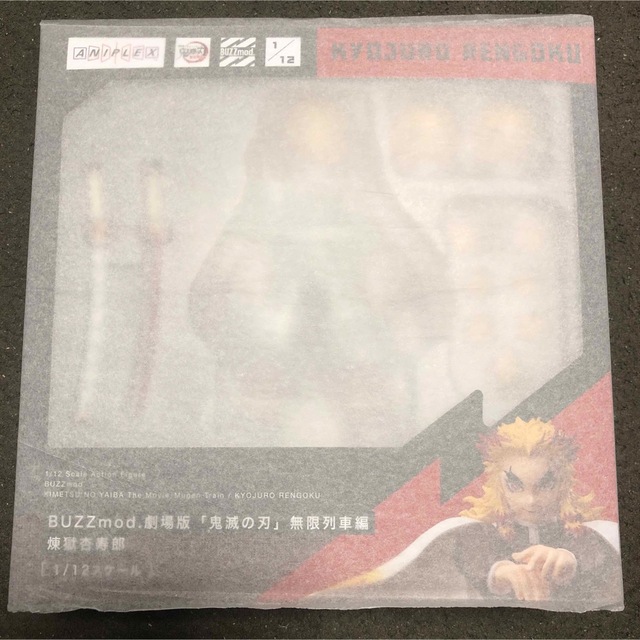 ANIPLEX
BUZZmod.
1/12
KYOJURO RENGOKU
1:12 Scale Action Figure
BUZZmod.
KIMETSU NO YAIBA The Movie: Mugen Train / KYOJURO RENGOKU
BUZZmod.劇場版「鬼滅の刃」無限列車編
煉獄杏寿郎
[ 1/12スケール ]